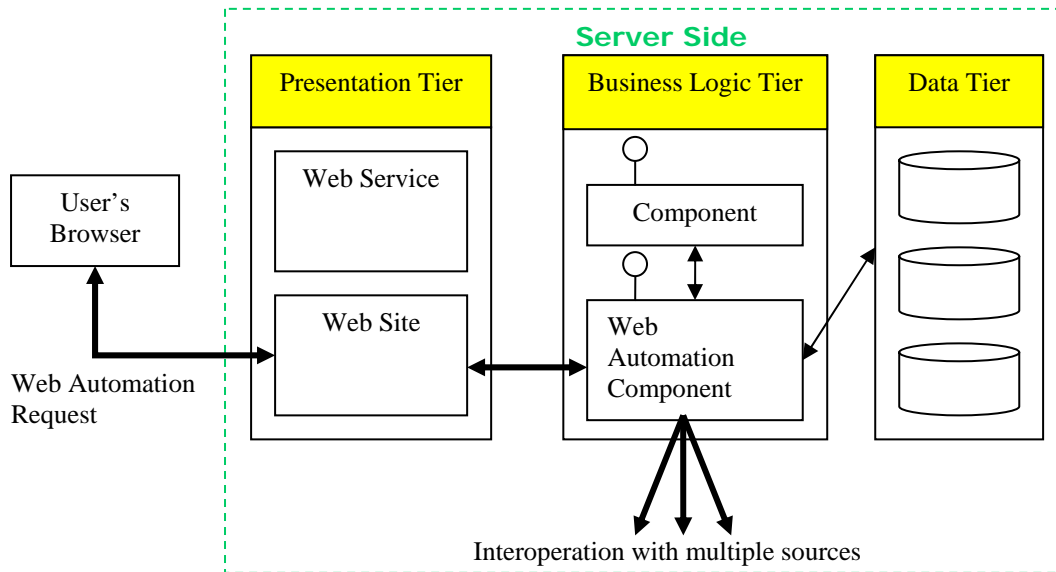 Server Side
Presentation Tier
Business Logic Tier
Data Tier
Web Service
Component
User's
Browser
Web Site
Web
Automation
Component
Web Automation
Request
Interoperation with multiple sources